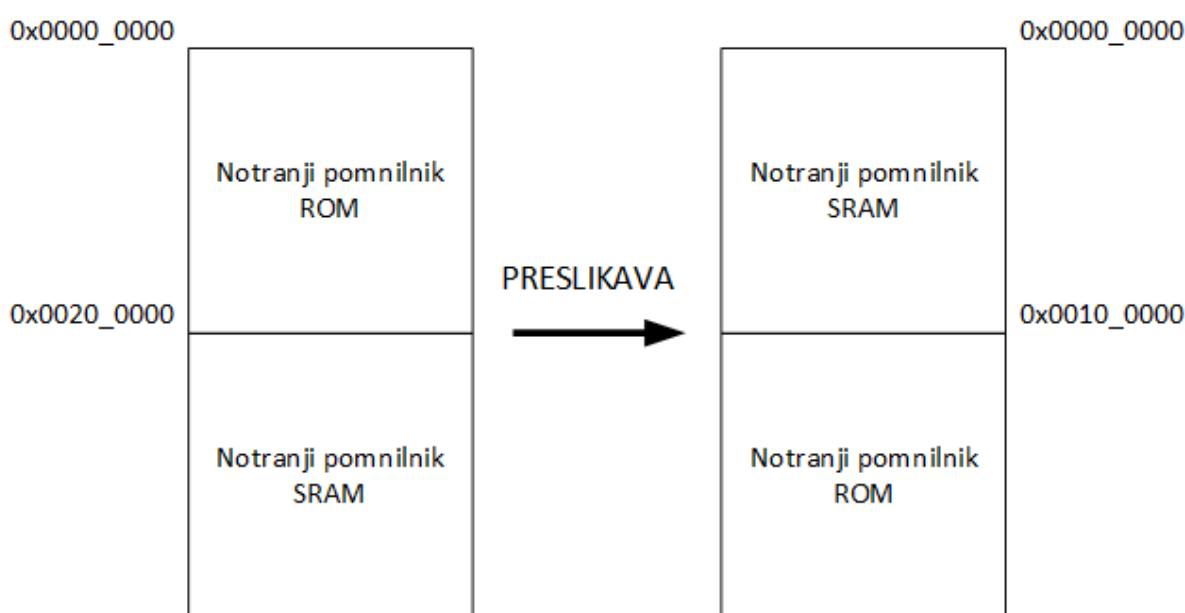 0x0000_0000
0x0000_0000
Notranji pomnilnik
ROM
Notranji pomnilnik
SRAM
PRESLIKAVA
0x0020_0000
0x0010_0000
Notranji pomnilnik
SRAM
Notranji pomnilnik
ROM